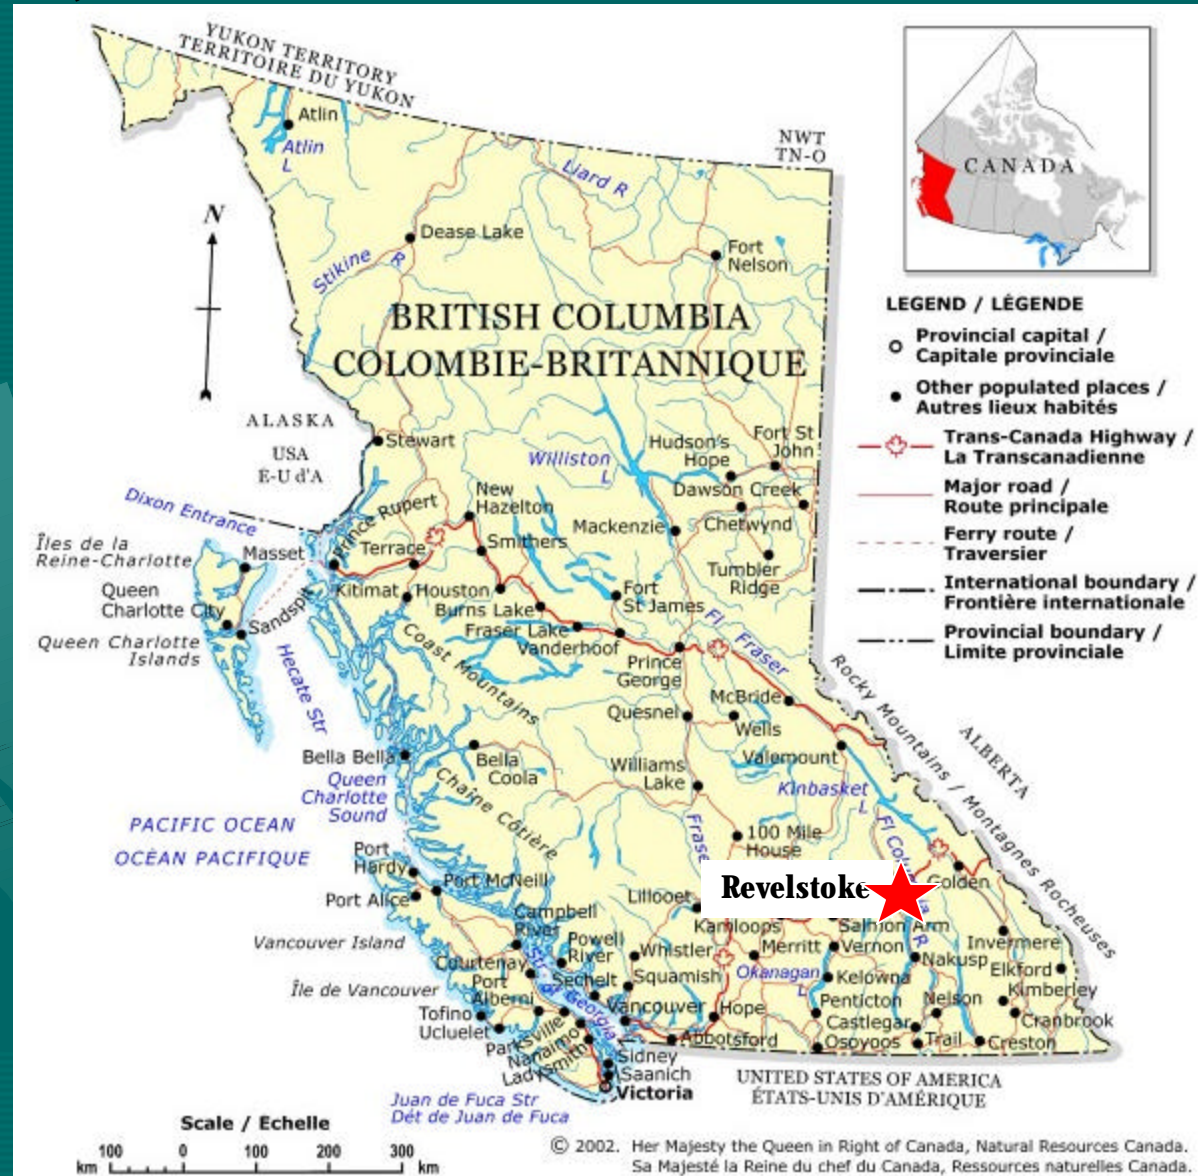 YUKON TERRITORY
TERRITOIRE DU YUKON
NWT
TN-O
Atlin
Atlin
L
Liard R
CANADA
N
Dease Lake
Stikine
R
Fort
Nelson
BRITISH COLUMBIA
COLOMBIE-BRITANNIQUE
LEGEND / LÉGENDE
Provincial capital /
Capitale provinciale
Other populated places /
Autres lieux habités
Trans-Canada Highway /
La Transcanadienne
Major road /
Route principale
Ferry route /
Traversier
International boundary /
Frontière internationale
Provincial boundary /
Limite provinciale
ALASKA
USA
É-U d'A
Stewart
Hudson's
Hope
Fort St
John
Williston
L
Dawson Creek
Chetwynd
Mackenzie
Tumbler
Ridge
Dixon Entrance
Prince Rupert
New
Hazelton
Terrace
Smithers
Îles de la
Reine-Charlotte
Masset
Queen
Charlotte City
Sandspit
Queen Charlotte
Islands
Kitimat
Houston
Burns Lake
Fort
St James
Fraser Lake
Vanderhoof
Prince
George
Fl Fraser
Hecate Str
Coast Mountains
McBride
Quesnel
Wells
Valemount
Rocky Mountains / Montagnes Rocheuses
ALBERTA
Bella Bella
Bella
Coola
Williams
Lake
Kinbasket
L
Queen
Charlotte
Sound
Chaîne Côtière
PACIFIC OCEAN
OCÉAN PACIFIQUE
100 Mile
House
Port
Hardy
Port McNeill
Port Alice
Lillooet
Revelstoke
Golden
Kamloops
Salmon Arm
R
Campbell
River
Powell
River
Whistler
Merritt
Vernon
Invermere
Vancouver Island
Courtenay
Str of Georgia
Sechelt
Squamish
Okanagan
L
Kelowna
Nakusp
Elkford
Kimberley
Île de Vancouver
Port
Alberni
Vancouver
Hope
Penticton
Nelson
Cranbrook
Tofino
Ucluelet
Parksville
Nanaimo
Ladysmith
Abbotsford
Castlegar
Osoyoos
Trail
Creston
Sidney
Saanich
Victoria
UNITED STATES OF AMERICA
ÉTATS-UNIS D'AMÉRIQUE
Juan de Fuca Str
Dét de Juan de Fuca
Scale / Echelle
100 0 100 200 300
km km
© 2002. Her Majesty the Queen in Right of Canada, Natural Resources Canada.
Sa Majesté la Reine du chef du Canada, Ressources naturelles Canada.